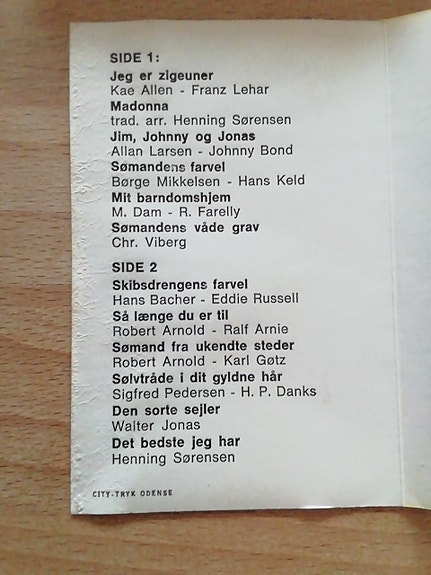 SIDE 1:
Jeg er zigeuner
Kae Allen - Franz Lehar
Madonna
trad. arr. Henning Sørensen
Jim, Johnny og Jonas
Allan Larsen - Johnny Bond
Sømandens farvel
Børge Mikkelsen - Hans Keld
Mit barndomshjem
M. Dam - R. Farelly
Sømandens våde grav
Chr. Viberg
SIDE 2
Skibsdrengens farvel
Hans Bacher - Eddie Russell
Så længe du er til
Robert Arnold - Ralf Arnie
Sømand fra ukendte steder
Robert Arnold - Karl Gøtz
Sølvtråde i dit gyldne hår
Sigfred Pedersen - H. P. Danks
Den sorte sejler
Walter Jonas
Det bedste jeg har
Henning Sørensen
CITY-TRYK ODENSE